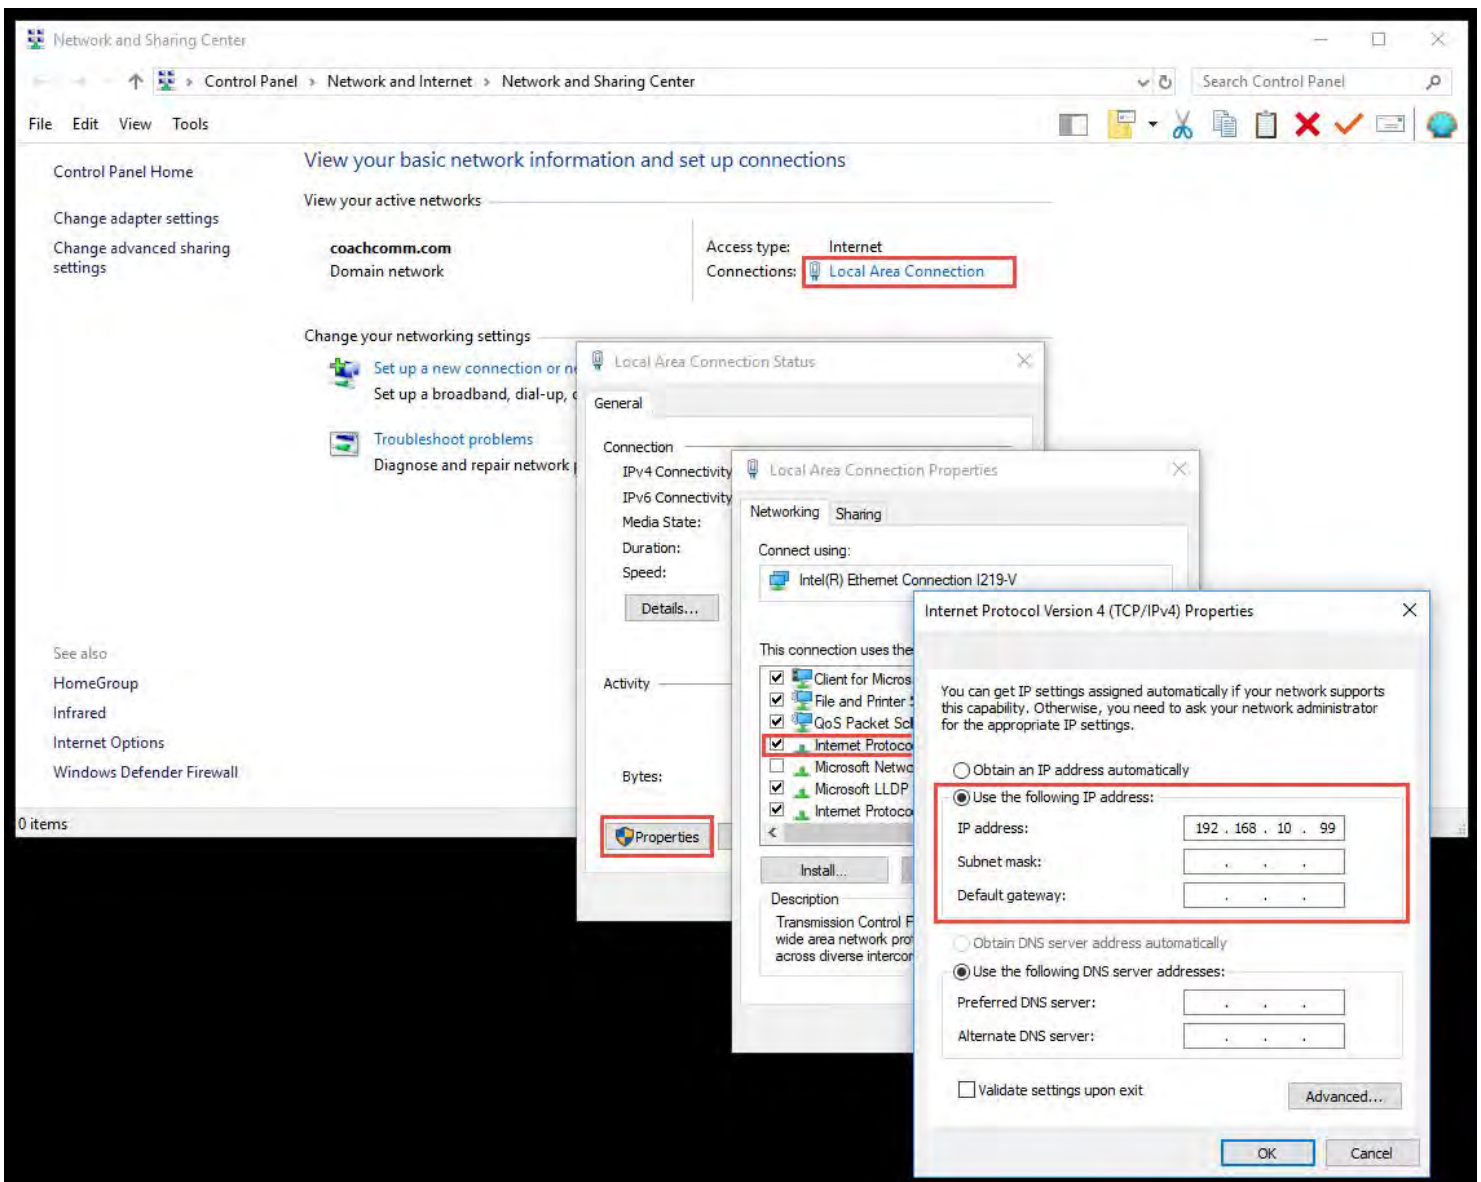 Network and Sharing Center
Control Panel > Network and Internet > Network and Sharing Center
Search Control Panel
File Edit View Tools
Control Panel Home
Change adapter settings
Change advanced sharing
settings
See also
HomeGroup
Infrared
Internet Options
Windows Defender Firewall
0 items
View your basic network information and set up connections
View your active networks
coachcomm.com
Domain network
Access type: Internet
Connections: Local Area Connection
Change your networking settings
Set up a new connection or
Set up a broadband, dial-up,
Troubleshoot problems
Diagnose and repair network
Local Area Connection Status
General
Connection
IPv4 Connectivity
IPv6 Connectivity
Media State:
Duration:
Speed:
Details...
Activity
Bytes:
Properties
Local Area Connection Properties
Networking Sharing
Connect using:
Intel(R) Ethernet Connection I219-V
This connection uses the
Client for Micros
File and Printer
QoS Packet Sc
Internet Protoco
Microsoft Netwo
Microsoft LLDP
Internet Protoco
<
Install...
Description
Transmission Control
wide area network pro
across diverse intercor
Internet Protocol Version 4 (TCP/IPv4) Properties
You can get IP settings assigned automatically if your network supports
this capability. Otherwise, you need to ask your network administrator
for the appropriate IP settings.
Obtain an IP address automatically
Use the following IP address:
IP address: 192 . 168 . 10 . 99
Subnet mask: . . .
Default gateway: . . .
Obtain DNS server address automatically
Use the following DNS server addresses:
Preferred DNS server: . . .
Alternate DNS server: . . .
Validate settings upon exit
Advanced...
OK Cancel